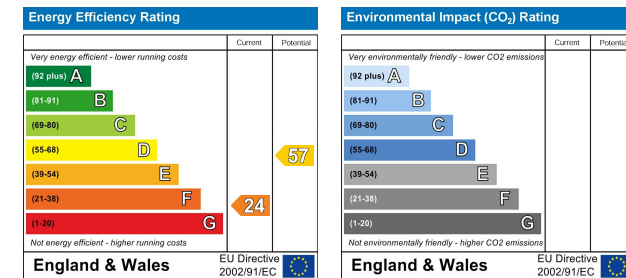 Energy Efficiency Rating
Current Potential
Very energy efficient - lower running costs
(92 plus) A
(81-91) B
(69-80) C
(55-68) D
57
(39-54) E
(21-38) F
24
(1-20) G
Not energy efficient - higher running costs
England & Wales
EU Directive
2002/91/EC
Environmental Impact (CO₂) Rating
Current Potential
Very environmentally friendly - lower CO2 emissions
(92 plus) A
(81-91) B
(69-80) C
(55-68) D
(39-54) E
(21-38) F
(1-20) G
Not environmentally friendly - higher CO2 emissions
England & Wales
EU Directive
2002/91/EC